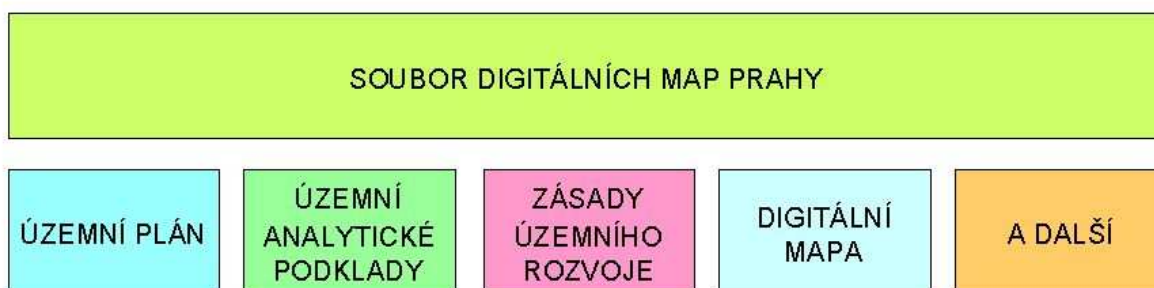 SOUBOR DIGITÁLNÍCH MAP PRAHY
ÚZEMNÍ PLÁN
ÚZEMNÍ
ANALYTICKÉ
PODKLADY
ZÁSADY
ÚZEMNÍHO
ROZVOJE
DIGITÁLNÍ
MAPA
A DALŠÍ